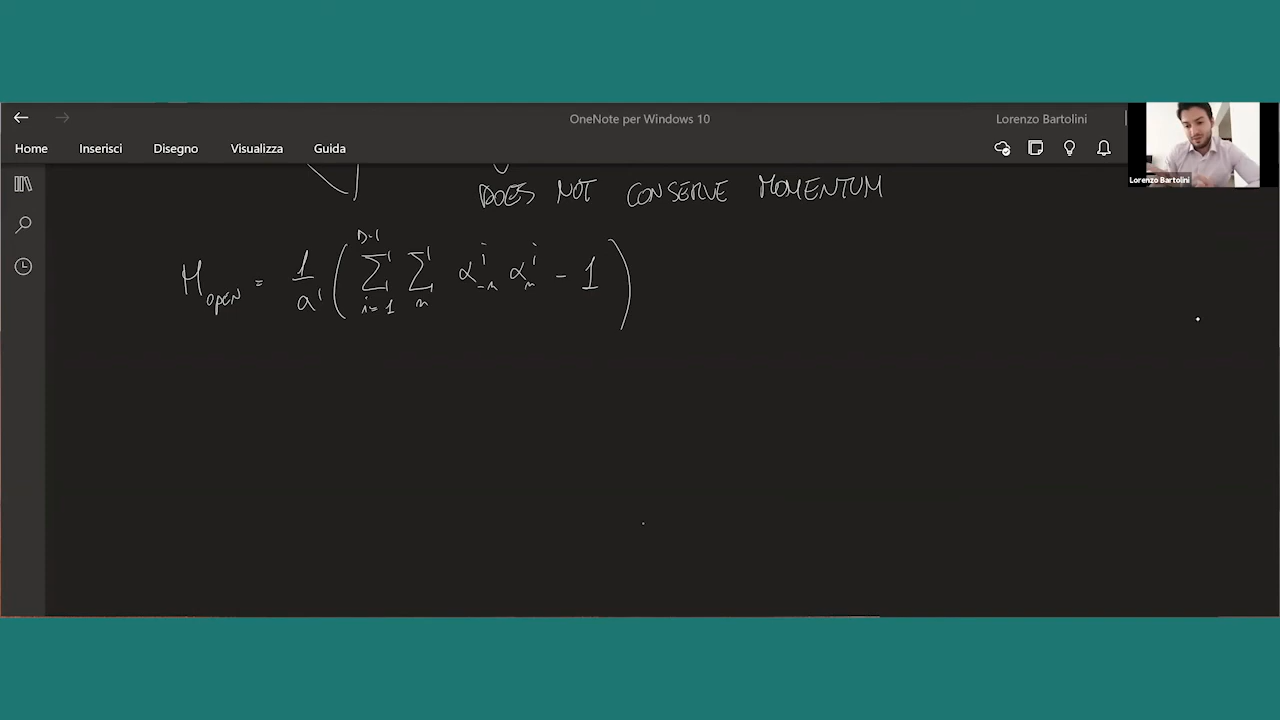 OneNote per Windows 10
Lorenzo Bartolini
Home Inserisci Disegno Visualizza Guida
Lorenzo Bartolini
DOES NOT CONSERVE MOMENTUM
M_OPEN = 1/α' ( Σ_{i=1}^{D-1} Σ_n α^i_{-n} α^i_n - 1 )